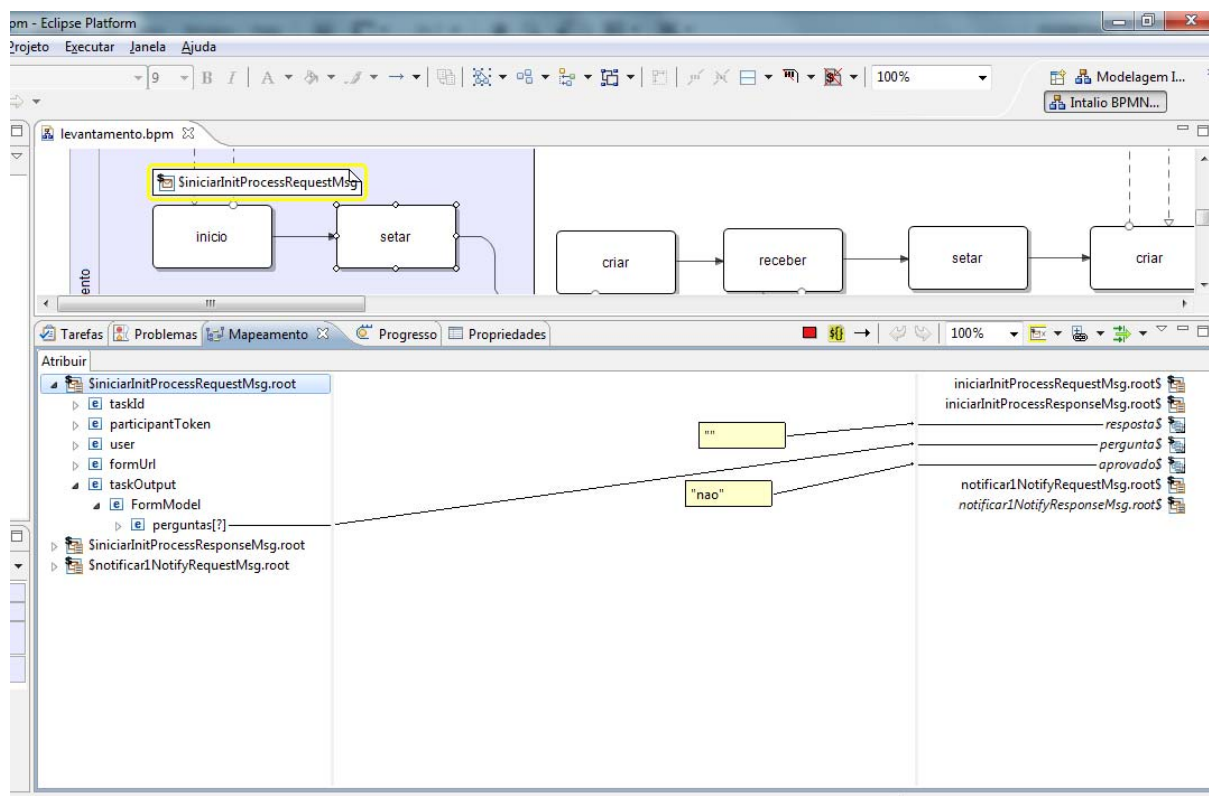 om - Eclipse Platform
Projeto Executar Janela Ajuda
9 B I A 100% Modelagem I...
Intalio BPMN...
levantamento.bpm
$iniciarInitProcessRequestMsg
inicio setar criar receber setar criar
ento
Tarefas Problemas Mapeamento Progresso Propriedades 100%
Atribuir
$iniciarInitProcessRequestMsg.root
taskId
participantToken
user
formUrl
taskOutput
FormModel
perguntas[?]
$iniciarInitProcessResponseMsg.root
$notificar1NotifyRequestMsg.root
""
"nao"
iniciarInitProcessRequestMsg.root$
iniciarInitProcessResponseMsg.root$
resposta$
pergunta$
aprovado$
notificar1NotifyRequestMsg.root$
notificar1NotifyResponseMsg.root$